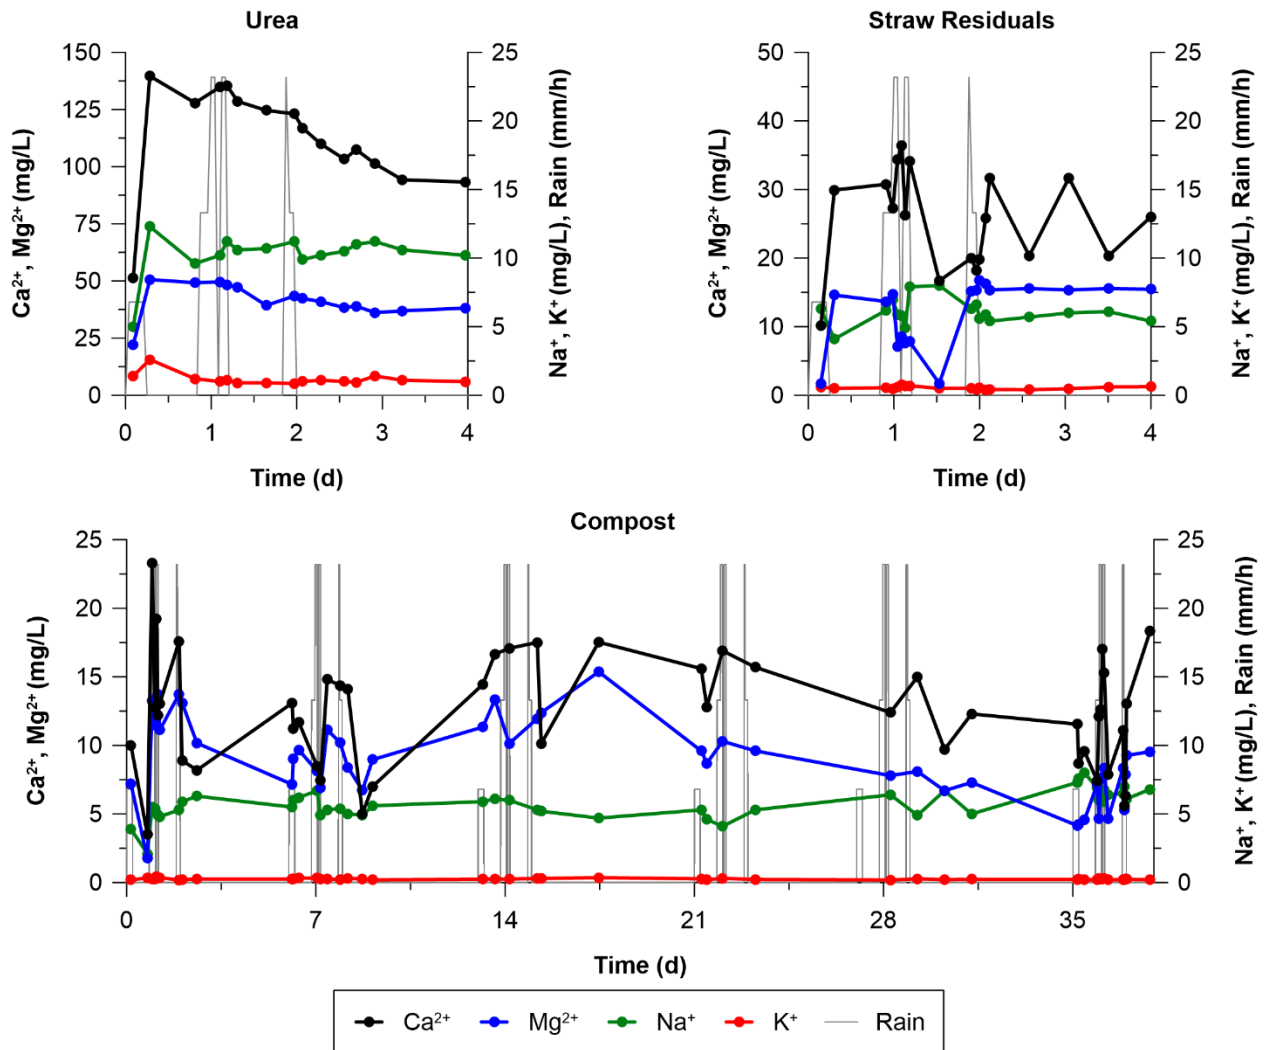 Urea
Straw Residuals
150
125
100
75
50
25
0
25
20
15
10
5
0
50
40
30
20
10
0
25
20
15
10
5
0
Ca²⁺, Mg²⁺ (mg/L)
Na⁺, K⁺ (mg/L), Rain (mm/h)
Ca²⁺, Mg²⁺ (mg/L)
Na⁺, K⁺ (mg/L), Rain (mm/h)
0 1 2 3 4
0 1 2 3 4
Time (d)
Time (d)
Compost
25
20
15
10
5
0
25
20
15
10
5
0
Ca²⁺, Mg²⁺ (mg/L)
Na⁺, K⁺ (mg/L), Rain (mm/h)
0 7 14 21 28 35
Time (d)
Ca²⁺ Mg²⁺ Na⁺ K⁺ Rain